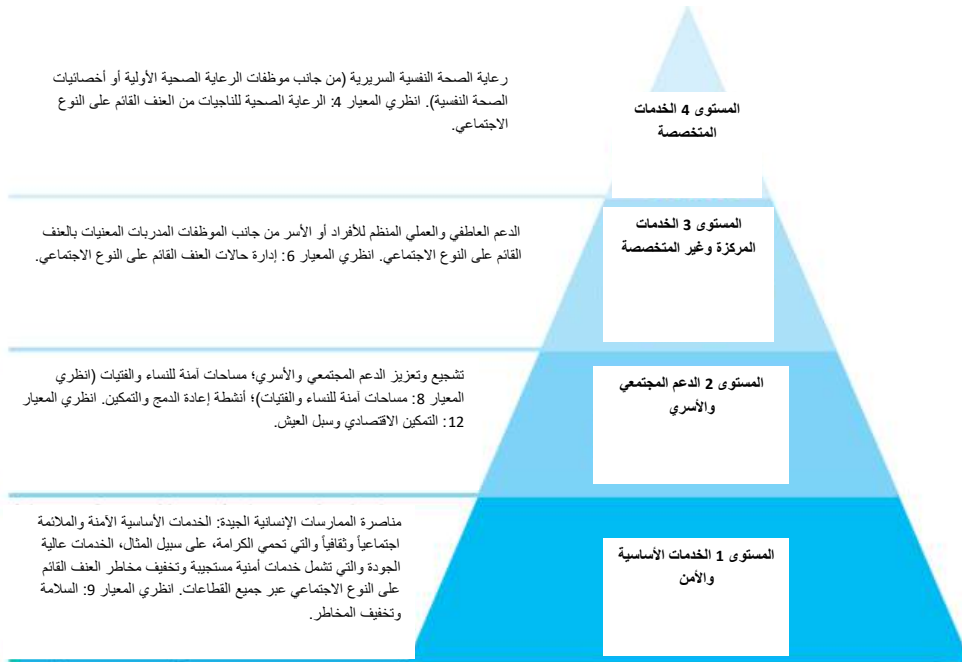 رعاية الصحة النفسية السريرية (من جانب موظفات الرعاية الصحية الأولية أو أخصائيات
الصحة النفسية). انظري المعيار 4: الرعاية الصحية للناجيات من العنف القائم على النوع
الاجتماعي.
المستوى 4 الخدمات
المتخصصة
الدعم العاطفي والعملي المنظم للأفراد أو الأسر من جانب الموظفات المدربات المعنيات بالعنف
القائم على النوع الاجتماعي. انظري المعيار 6: إدارة حالات العنف القائم على النوع الاجتماعي.
المستوى 3 الخدمات
المركزة وغير المتخصصة
تشجيع وتعزيز الدعم المجتمعي والأسري؛ مساحات آمنة للنساء والفتيات (انظري
المعيار 8: مساحات آمنة للنساء والفتيات)؛ أنشطة إعادة الدمج والتمكين. انظري المعيار
12: التمكين الاقتصادي وسبل العيش.
المستوى 2 الدعم المجتمعي
والأسري
مناصرة الممارسات الإنسانية الجيدة: الخدمات الأساسية الآمنة والملائمة
اجتماعياً وثقافياً والتي تحمي الكرامة، على سبيل المثال، الخدمات عالية
الجودة والتي تشمل خدمات أمنية مستجيبة وتخفيف مخاطر العنف القائم
على النوع الاجتماعي عبر جميع القطاعات. انظري المعيار 9: السلامة
وتخفيف المخاطر.
المستوى 1 الخدمات الأساسية
والأمن